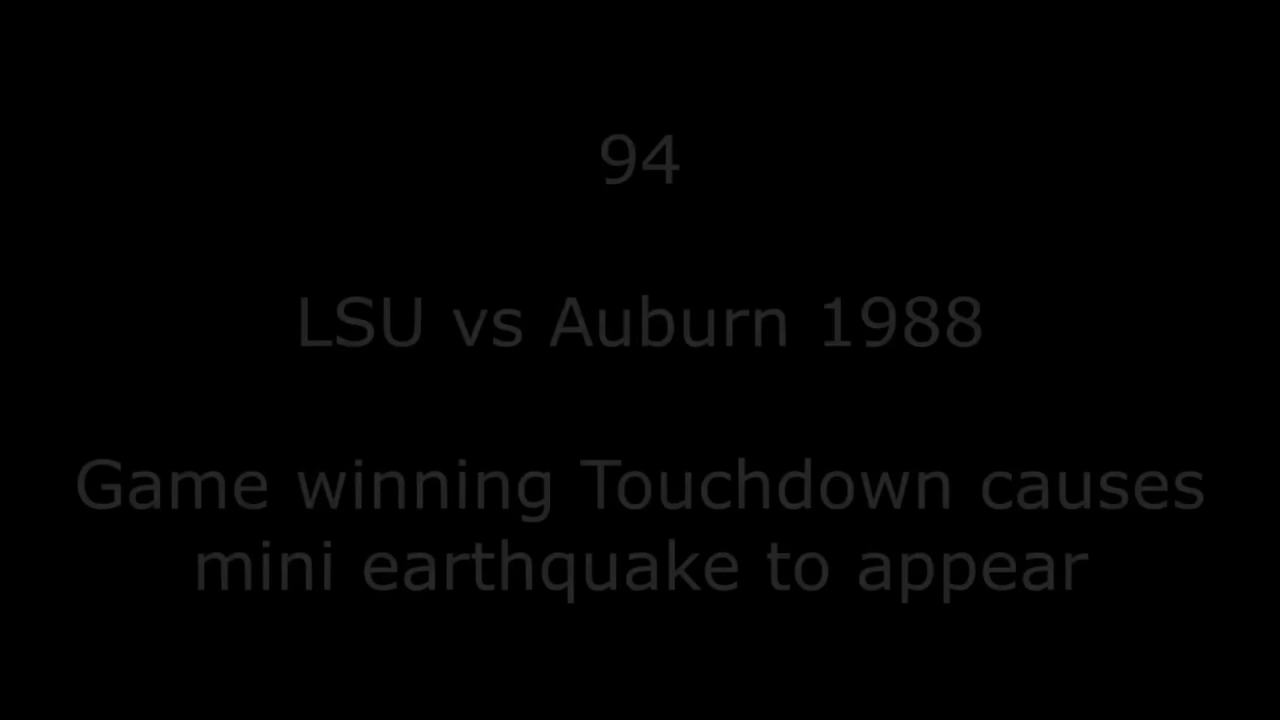 94
LSU vs Auburn 1988
Game winning Touchdown causes
mini earthquake to appear